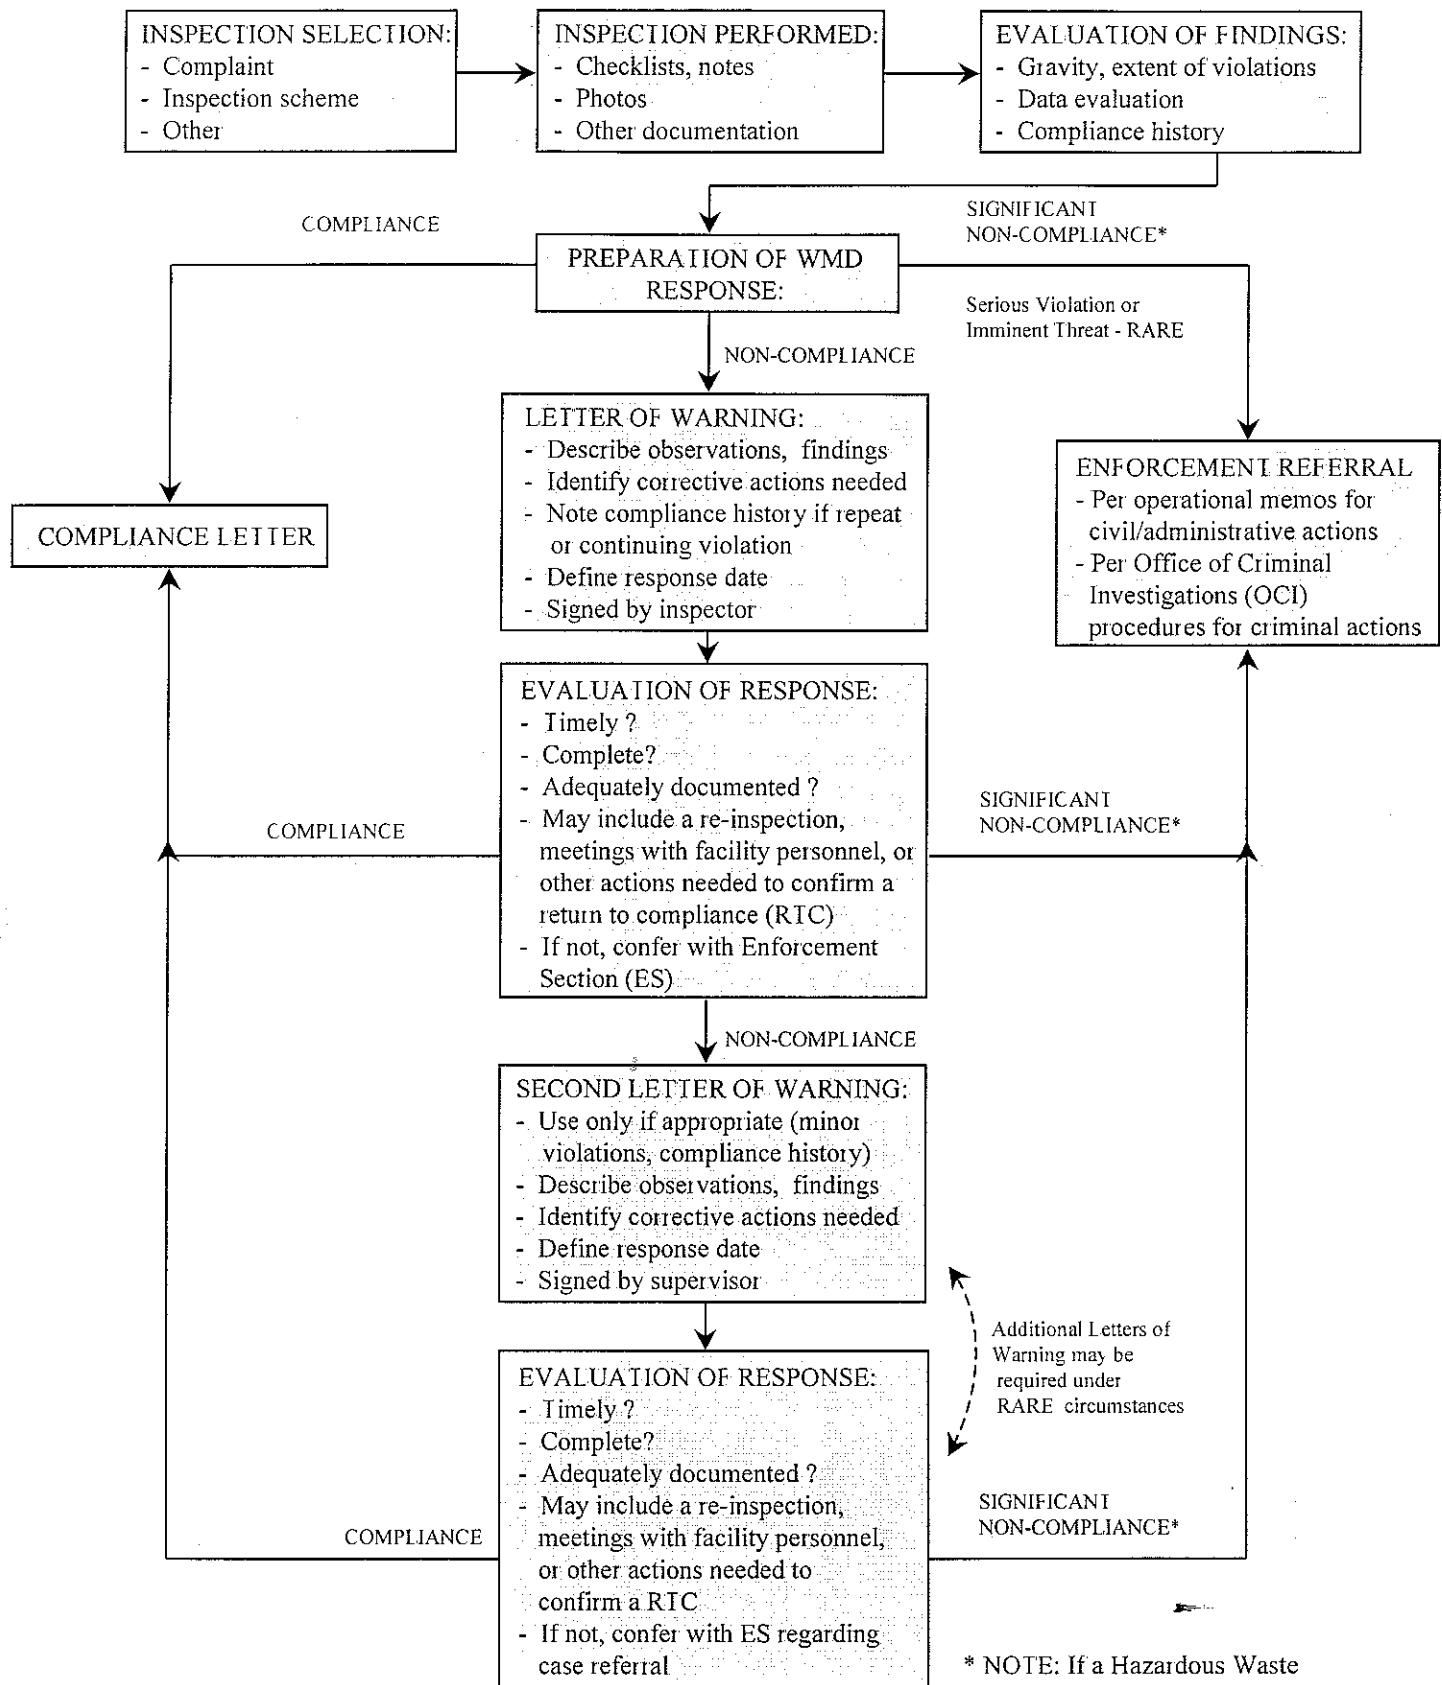 INSPECTION SELECTION:
- Complaint
- Inspection scheme
- Other
INSPECTION PERFORMED:
- Checklists, notes
- Photos
- Other documentation
EVALUATION OF FINDINGS:
- Gravity, extent of violations
- Data evaluation
- Compliance history
COMPLIANCE
SIGNIFICANT
NON-COMPLIANCE*
PREPARATION OF WMD
RESPONSE:
Serious Violation or
Imminent Threat - RARE
NON-COMPLIANCE
LETTER OF WARNING:
- Describe observations, findings
- Identify corrective actions needed
- Note compliance history if repeat
or continuing violation
- Define response date
- Signed by inspector
COMPLIANCE LETTER
ENFORCEMENT REFERRAL
- Per operational memos for
civil/administrative actions
- Per Office of Criminal
Investigations (OCI)
procedures for criminal actions
EVALUATION OF RESPONSE:
- Timely ?
- Complete?
- Adequately documented ?
- May include a re-inspection,
meetings with facility personnel, or
other actions needed to confirm a
return to compliance (RTC)
- If not, confer with Enforcement
Section (ES)
COMPLIANCE
SIGNIFICANT
NON-COMPLIANCE*
NON-COMPLIANCE
SECOND LETTER OF WARNING:
- Use only if appropriate (minor
violations, compliance history)
- Describe observations, findings
- Identify corrective actions needed
- Define response date
- Signed by supervisor
Additional Letters of
Warning may be
required under
RARE circumstances
EVALUATION OF RESPONSE:
- Timely ?
- Complete?
- Adequately documented ?
- May include a re-inspection,
meetings with facility personnel,
or other actions needed to
confirm a RTC
- If not, confer with ES regarding
case referral
COMPLIANCE
SIGNIFICANT
NON-COMPLIANCE*
* NOTE: If a Hazardous Waste